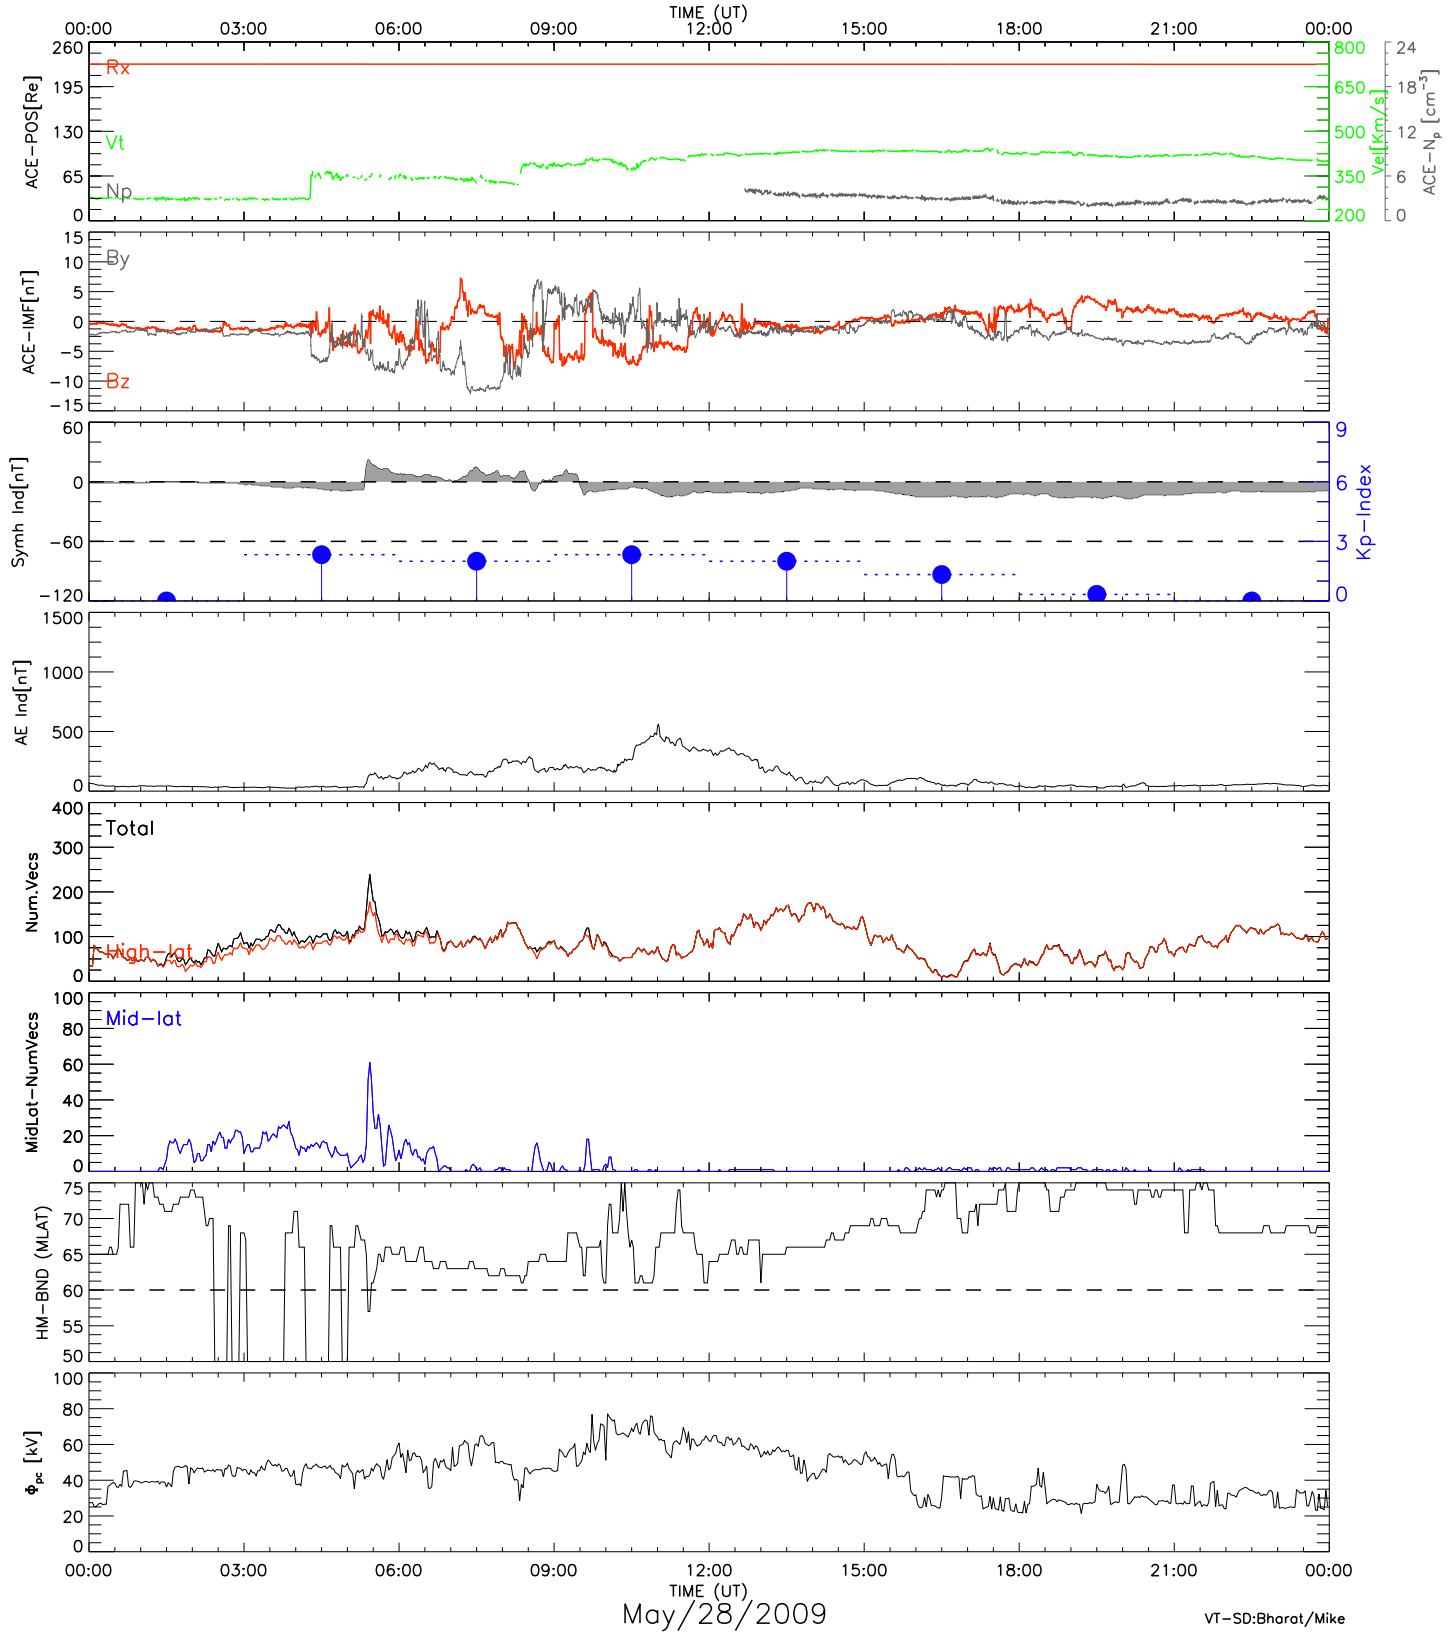 TIME (UT)
00:00 03:00 06:00 09:00 12:00 15:00 18:00 21:00 00:00
260 195 130 65 0
ACE-POS[Re]
Rx
Vt
Np
800 650 500 350 200
Vel[Km/s]
24 18 12 6 0
ACE-Np [cm-3]
15 10 5 0 -5 -10 -15
ACE-IMF[nT]
By
Bz
60 0 -60 -120
Symh Ind[nT]
9 6 3 0
Kp-Index
1500 1000 500 0
AE Ind[nT]
400 300 200 100 0
Num.Vecs
Total
High-lat
100 80 60 40 20 0
MidLat-NumVecs
Mid-lat
75 70 65 60 55 50
HM-BND (MLAT)
100 80 60 40 20 0
Φpc [kV]
00:00 03:00 06:00 09:00 12:00 15:00 18:00 21:00 00:00
TIME (UT)
May/28/2009
VT-SD:Bharat/Mike